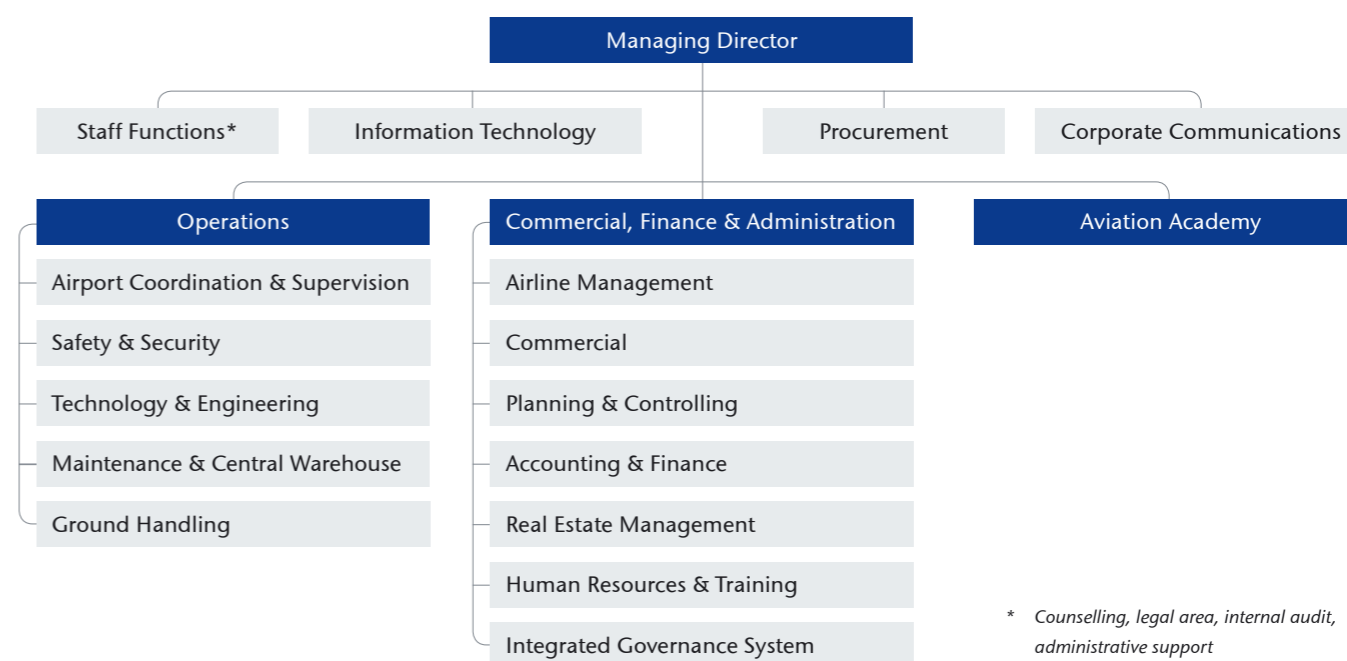 Managing Director
Staff Functions*
Information Technology
Procurement
Corporate Communications
Operations
Commercial, Finance & Administration
Aviation Academy
Airport Coordination & Supervision
Safety & Security
Technology & Engineering
Maintenance & Central Warehouse
Ground Handling
Airline Management
Commercial
Planning & Controlling
Accounting & Finance
Real Estate Management
Human Resources & Training
Integrated Governance System
* Counselling, legal area, internal audit,
administrative support